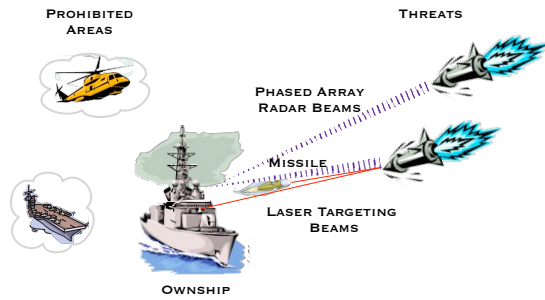 Prohibited
Areas
Threats
Phased Array
Radar Beams
Missile
Laser Targeting
Beams
Ownship